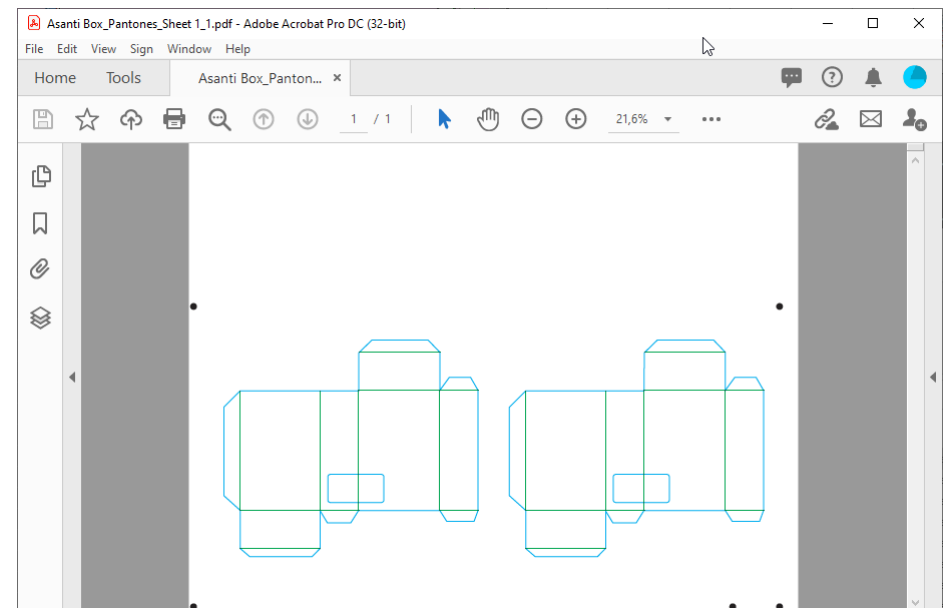 Asanti Box_Pantones_Sheet 1_1.pdf - Adobe Acrobat Pro DC (32-bit)
File Edit View Sign Window Help
Home Tools Asanti Box_Panton... ×
1 / 1 21,6%